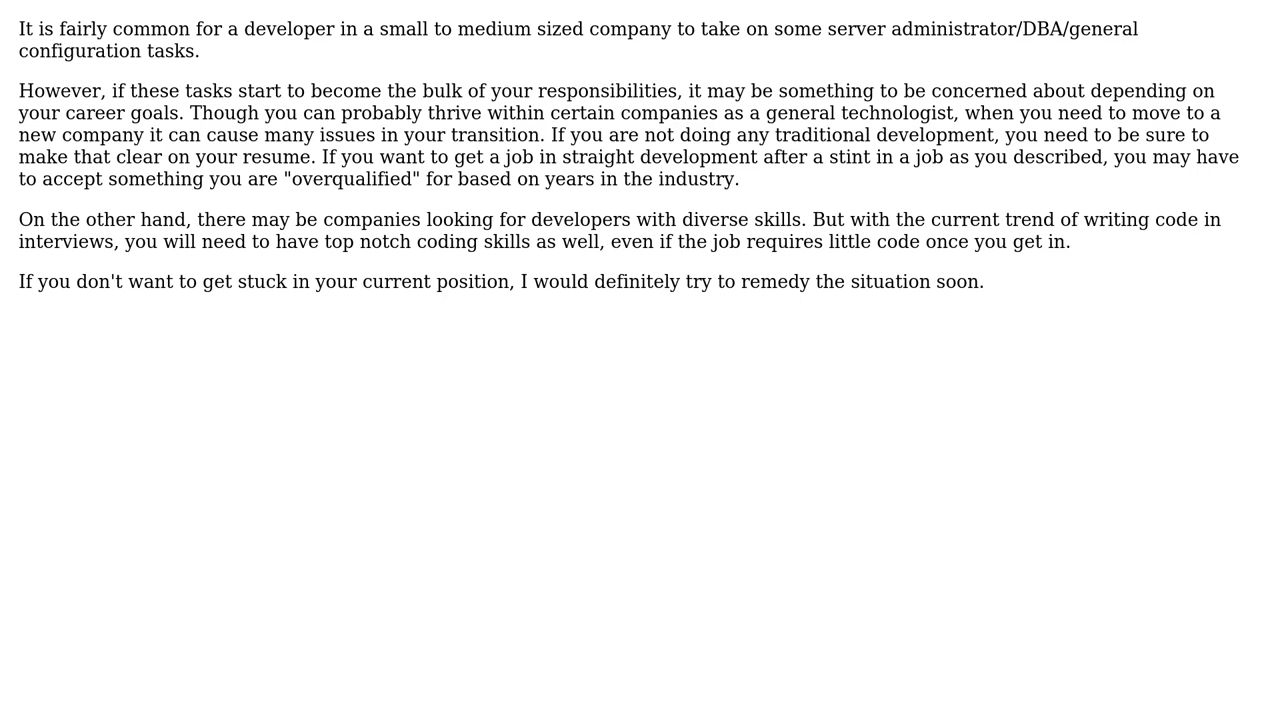 It is fairly common for a developer in a small to medium sized company to take on some server administrator/DBA/general
configuration tasks.
However, if these tasks start to become the bulk of your responsibilities, it may be something to be concerned about depending on
your career goals. Though you can probably thrive within certain companies as a general technologist, when you need to move to a
new company it can cause many issues in your transition. If you are not doing any traditional development, you need to be sure to
make that clear on your resume. If you want to get a job in straight development after a stint in a job as you described, you may have
to accept something you are "overqualified" for based on years in the industry.
On the other hand, there may be companies looking for developers with diverse skills. But with the current trend of writing code in
interviews, you will need to have top notch coding skills as well, even if the job requires little code once you get in.
If you don't want to get stuck in your current position, I would definitely try to remedy the situation soon.